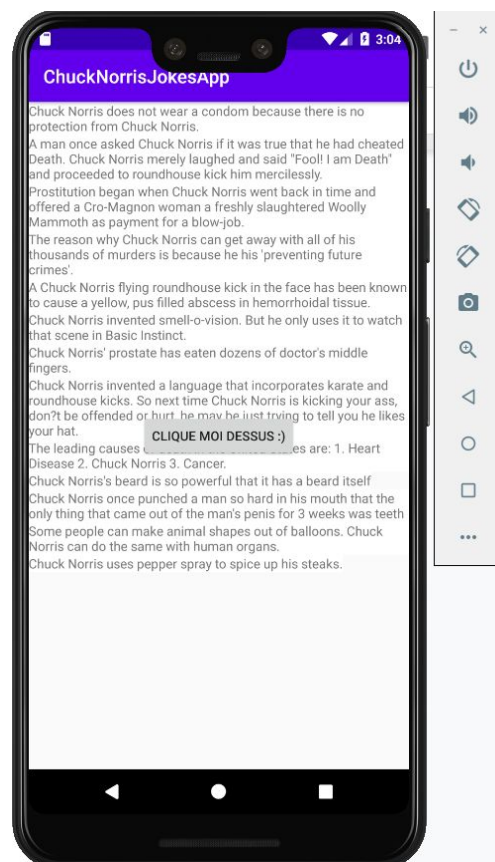 3:04
ChuckNorrisJokesApp
Chuck Norris does not wear a condom because there is no
protection from Chuck Norris.
A man once asked Chuck Norris if it was true that he had cheated
Death. Chuck Norris merely laughed and said "Fool! I am Death"
and proceeded to roundhouse kick him mercilessly.
Prostitution began when Chuck Norris went back in time and
offered a Cro-Magnon woman a freshly slaughtered Woolly
Mammoth as payment for a blow-job.
The reason why Chuck Norris can get away with all of his
thousands of murders is because he his 'preventing future
crimes'.
A Chuck Norris flying roundhouse kick in the face has been known
to cause a yellow, pus filled abscess in hemorrhoidal tissue.
Chuck Norris invented smell-o-vision. But he only uses it to watch
that scene in Basic Instinct.
Chuck Norris' prostate has eaten dozens of doctor's middle
fingers.
Chuck Norris invented a language that incorporates karate and
roundhouse kicks. So next time Chuck Norris is kicking your ass,
don?t be offended or hurt, he may be just trying to tell you he likes
your hat.
CLIQUE MOI DESSUS :)
The leading causes are: 1. Heart
Disease 2. Chuck Norris 3. Cancer.
Chuck Norris's beard is so powerful that it has a beard itself
Chuck Norris once punched a man so hard in his mouth that the
only thing that came out of the man's penis for 3 weeks was teeth
Some people can make animal shapes out of balloons. Chuck
Norris can do the same with human organs.
Chuck Norris uses pepper spray to spice up his steaks.